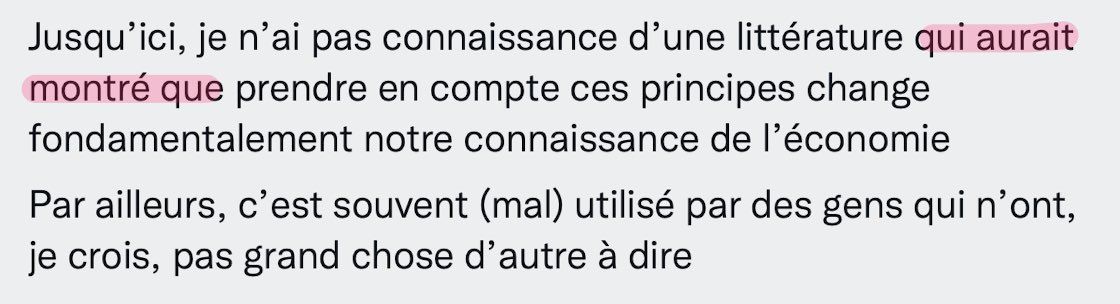 Jusqu’ici, je n’ai pas connaissance d’une littérature qui aurait
montré que prendre en compte ces principes change
fondamentalement notre connaissance de l’économie
Par ailleurs, c’est souvent (mal) utilisé par des gens qui n’ont,
je crois, pas grand chose d’autre à dire